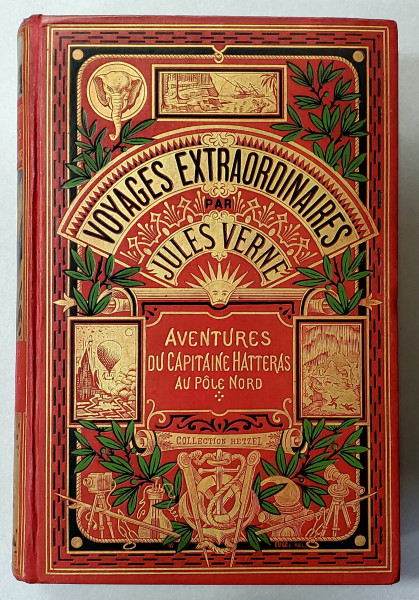 VOYAGES EXTRAORDINAIRES
PAR
JULES VERNE
AVENTURES
DU CAPITAINE HATTERAS
AU PÔLE NORD
COLLECTION HETZEL